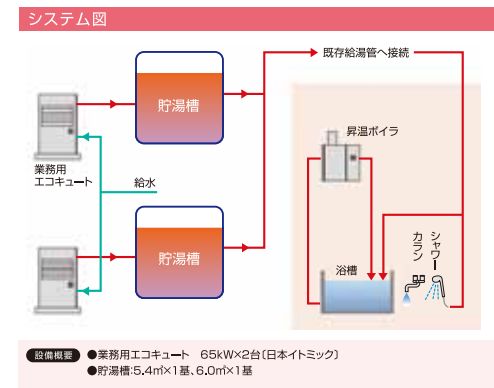 システム図
既存給湯管へ接続
貯湯槽
昇温ボイラ
業務用
エコキュート
給水
シャワー
カラン
貯湯槽
浴槽
設備概要 ●業務用エコキュート 65kW×2台〔日本イトミック〕
●貯湯槽:5.4㎥×1基、6.0㎥×1基